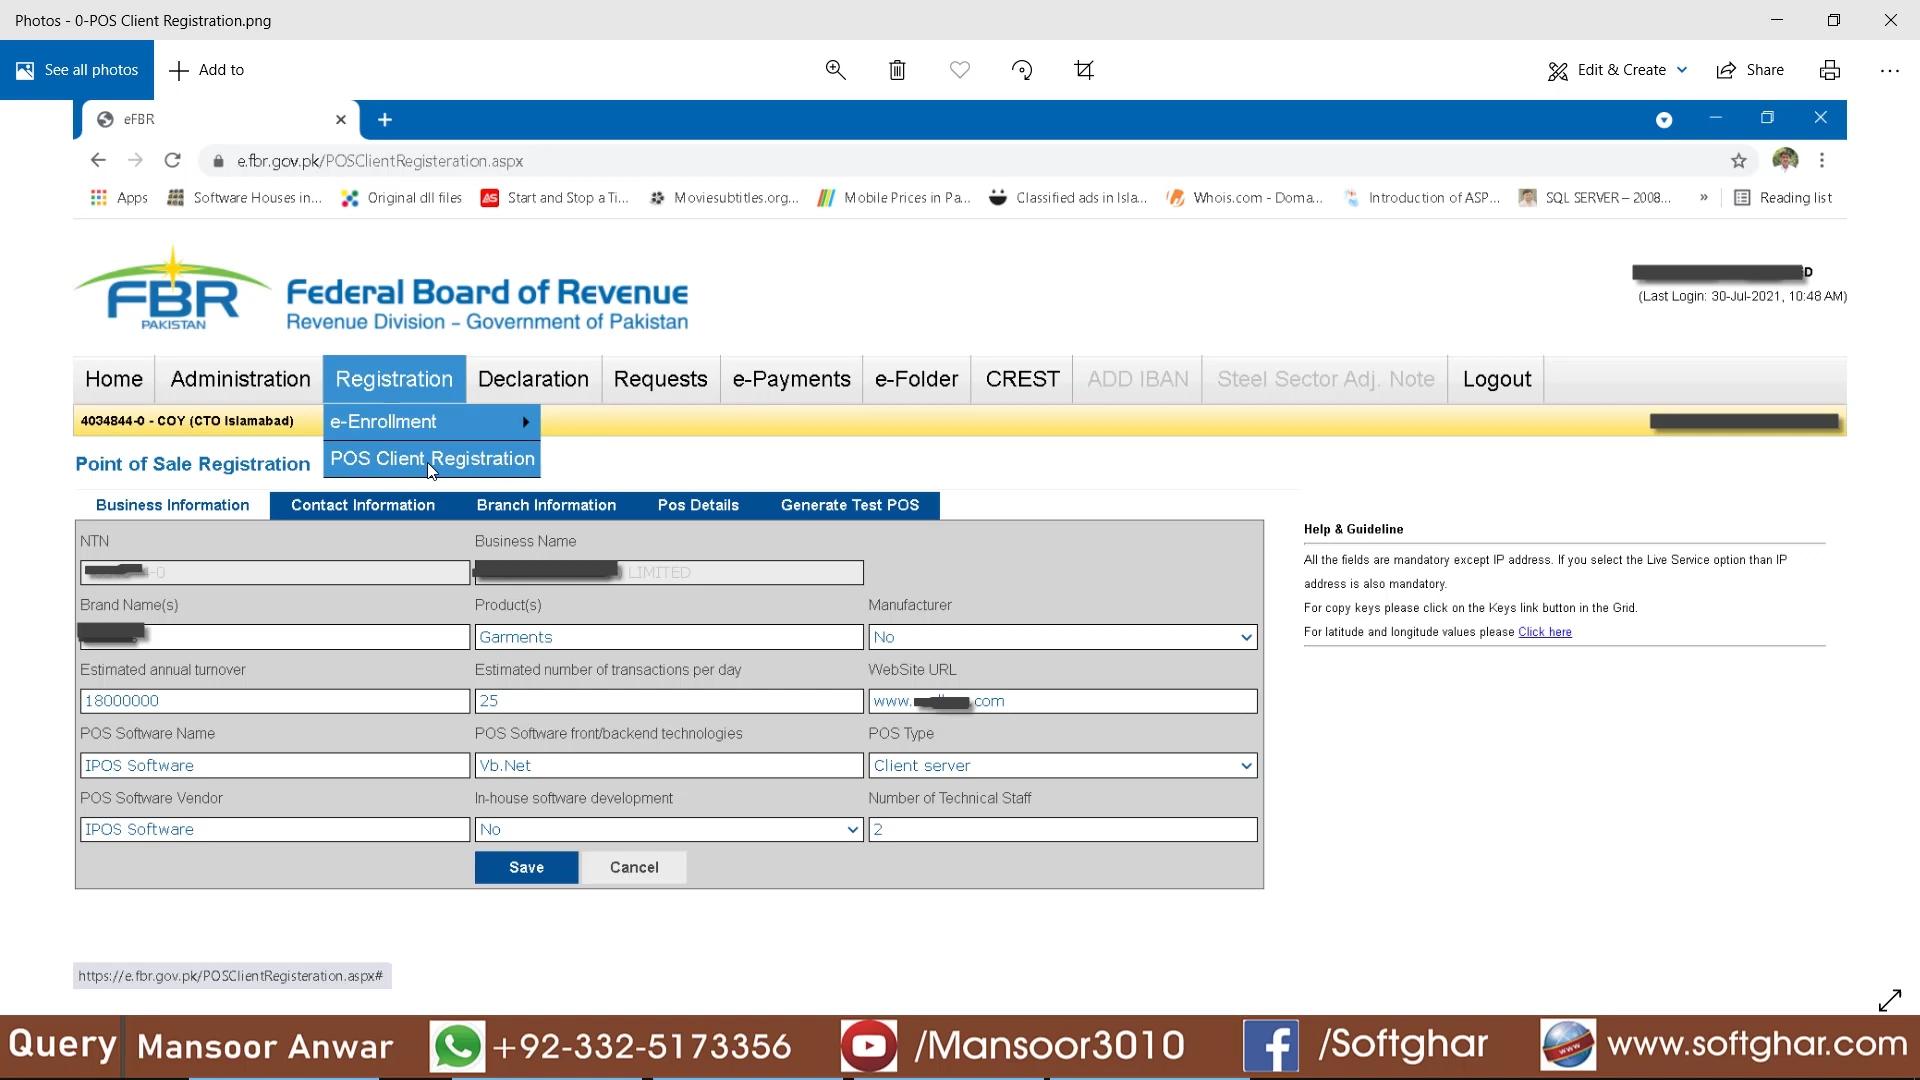 Photos - 0-POS Client Registration.png
See all photos
Add to
Edit & Create
Share
eFBR
e.fbr.gov.pk/POSClientRegisteration.aspx
Apps
Software Houses in...
Original dll files
Start and Stop a Ti...
Moviesubtitles.org...
Mobile Prices in Pa...
Classified ads in Isla...
Whois.com - Doma...
Introduction of ASP...
SQL SERVER – 2008...
»
Reading list
FBR
PAKISTAN
Federal Board of Revenue
Revenue Division – Government of Pakistan
D
(Last Login: 30-Jul-2021, 10:48 AM)
Home Administration Registration Declaration Requests e-Payments e-Folder CREST ADD IBAN Steel Sector Adj. Note Logout
4034844-0 - COY (CTO Islamabad)
e-Enrollment
POS Client Registration
Point of Sale Registration
Business Information Contact Information Branch Information Pos Details Generate Test POS
NTN Business Name
-0 LIMITED
Brand Name(s) Product(s) Manufacturer
Garments No
Estimated annual turnover Estimated number of transactions per day WebSite URL
18000000 25 www. .com
POS Software Name POS Software front/backend technologies POS Type
IPOS Software Vb.Net Client server
POS Software Vendor In-house software development Number of Technical Staff
IPOS Software No 2
Save Cancel
Help & Guideline
All the fields are mandatory except IP address. If you select the Live Service option than IP
address is also mandatory.
For copy keys please click on the Keys link button in the Grid.
For latitude and longitude values please Click here
https://e.fbr.gov.pk/POSClientRegisteration.aspx#
Query Mansoor Anwar +92-332-5173356 /Mansoor3010 /Softghar www.softghar.com